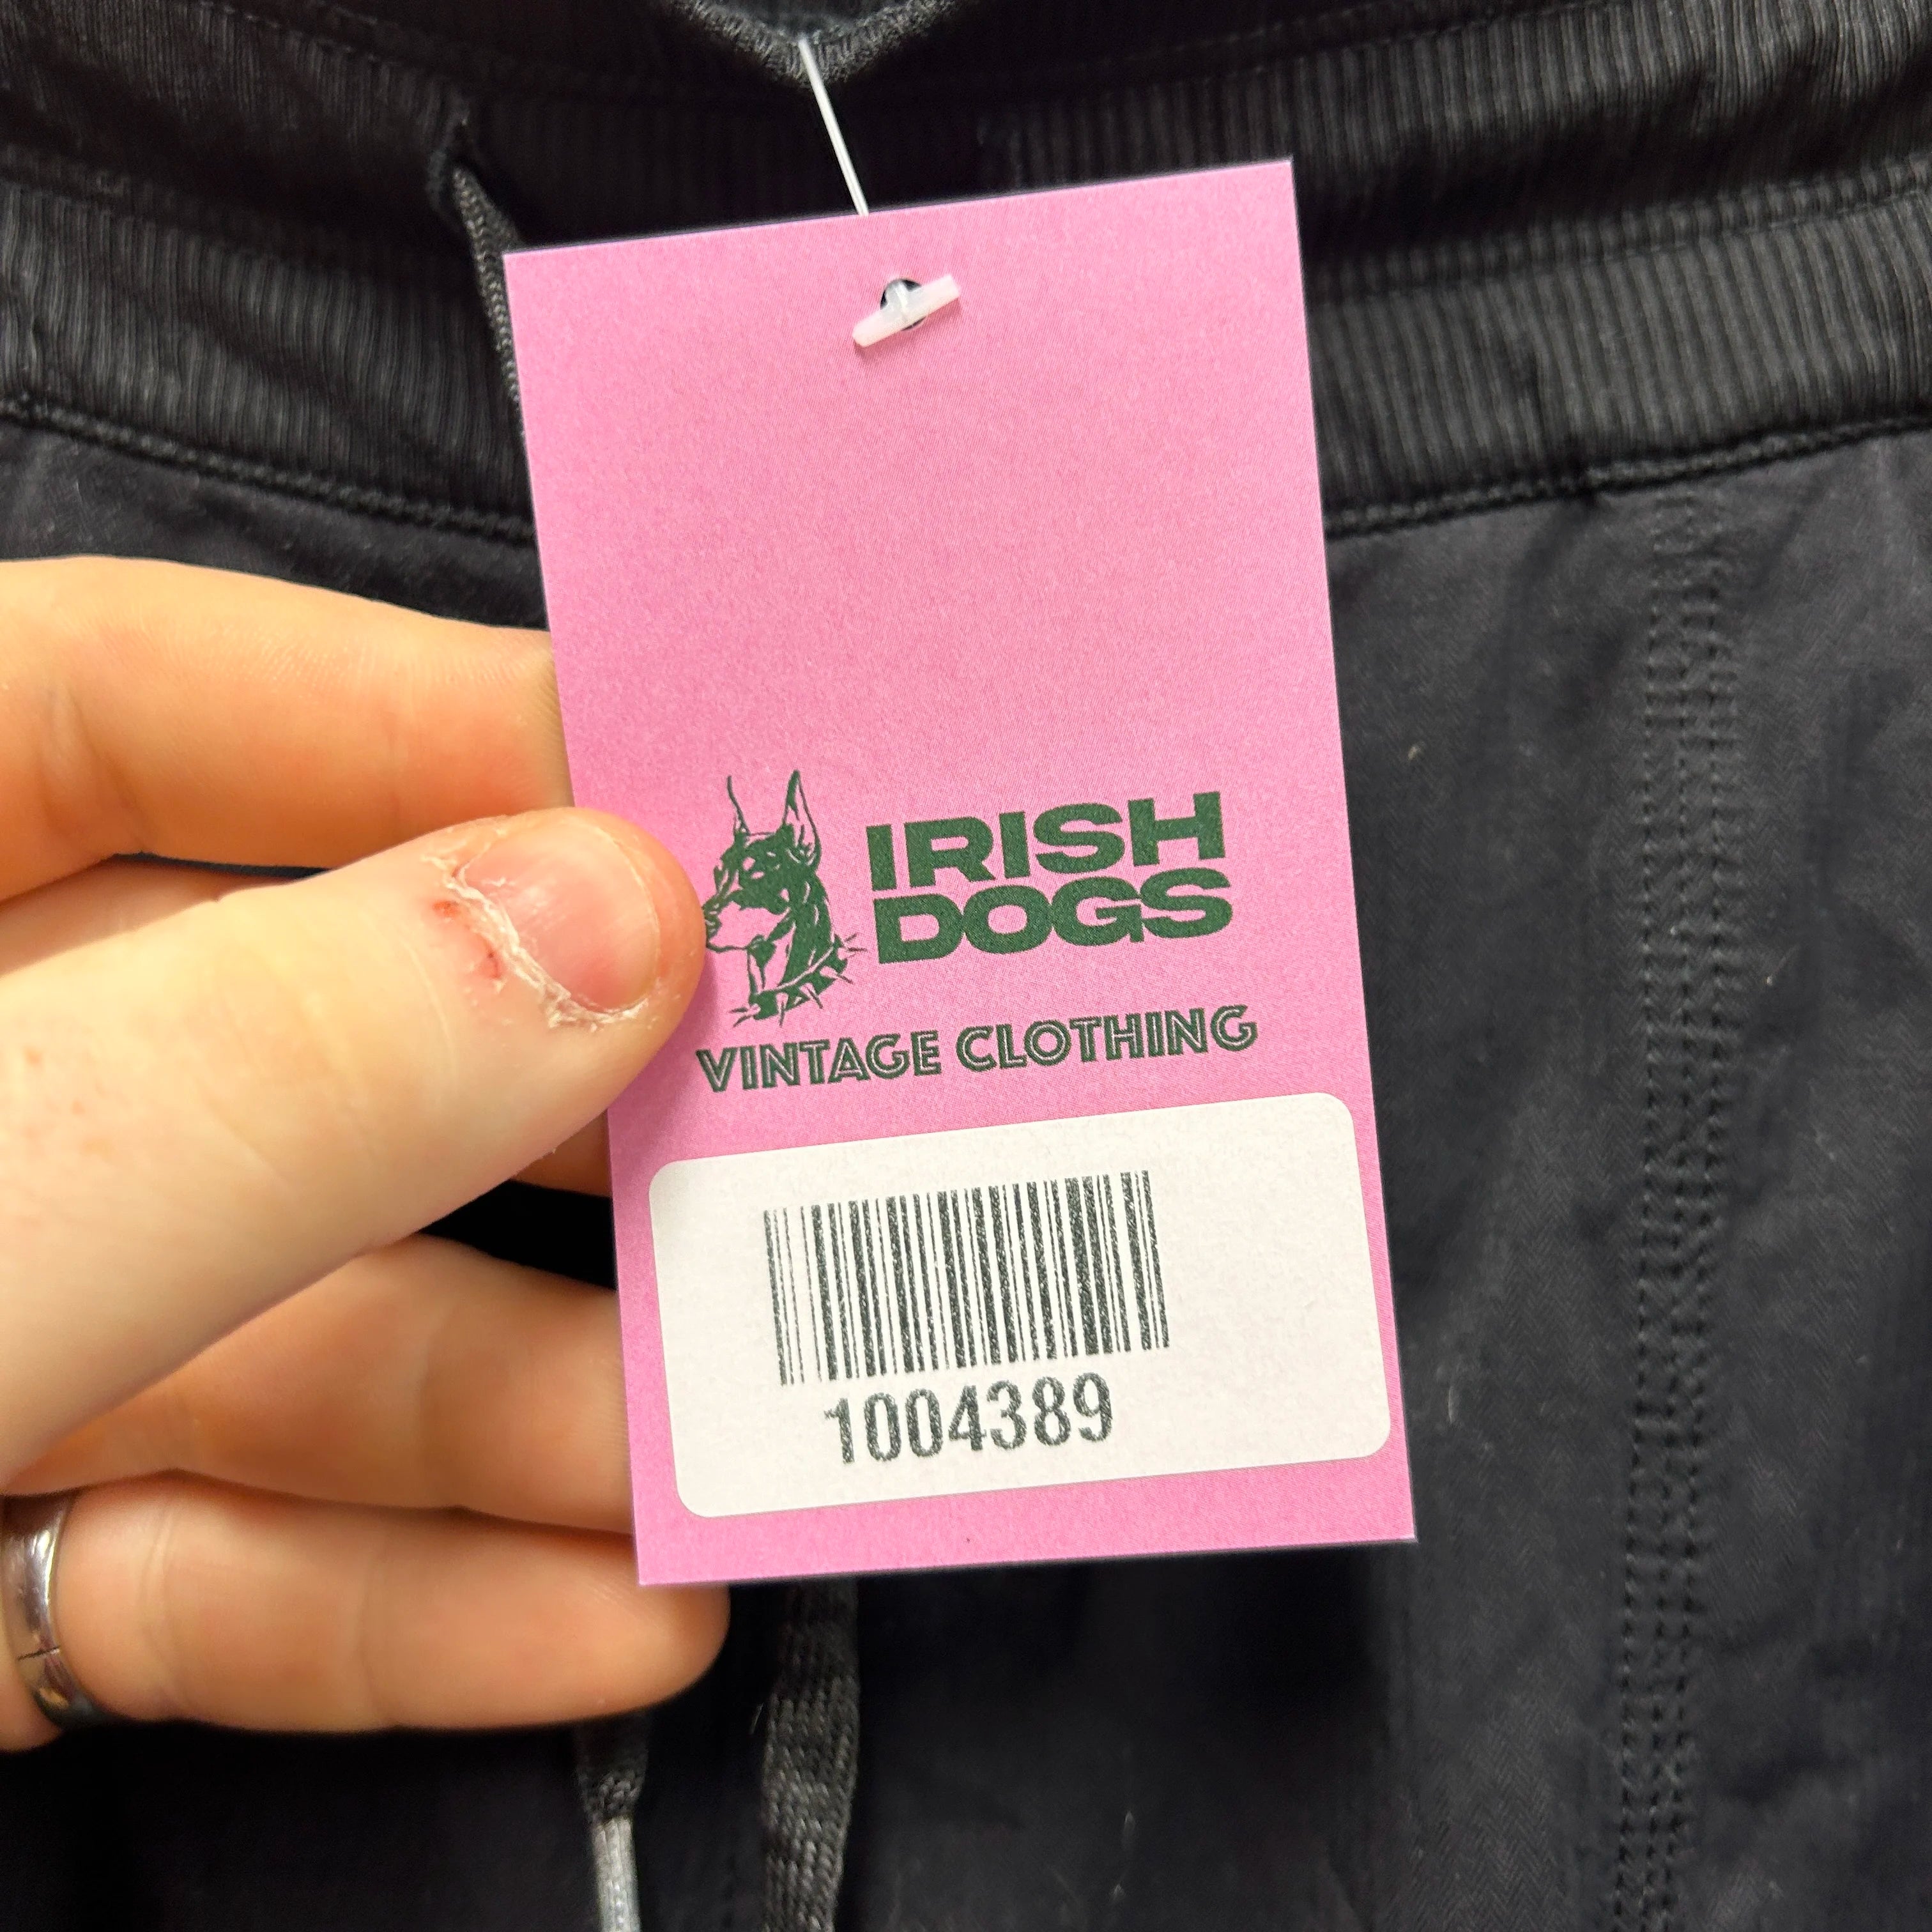 IRISH
DOGS
VINTAGE CLOTHING
1004389